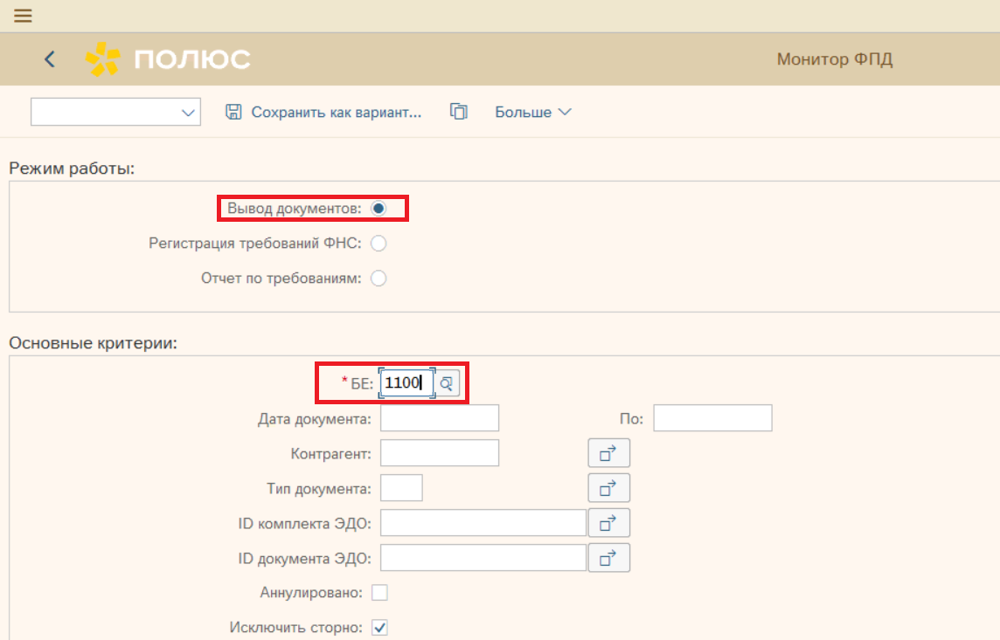 ПОЛЮС
Монитор ФПД
Сохранить как вариант... Больше
Режим работы:
Вывод документов:
Регистрация требований ФНС:
Отчет по требованиям:
Основные критерии:
* БЕ: 1100
Дата документа: По:
Контрагент:
Тип документа:
ID комплекта ЭДО:
ID документа ЭДО:
Аннулировано:
Исключить сторно: